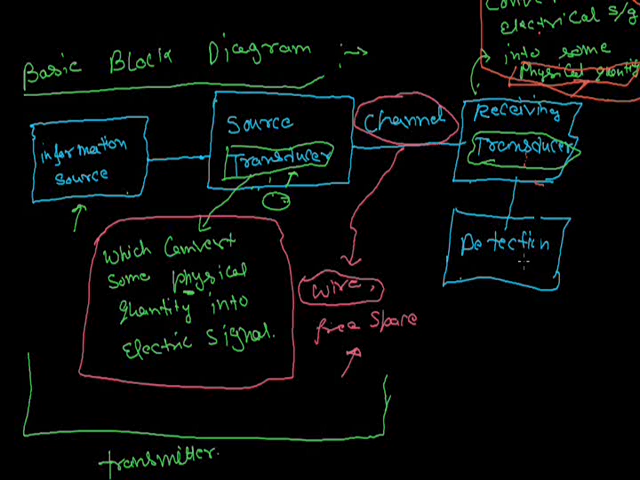 Conve
Electrical s/g
into some
physical quantity
Basic Block Diagram :→
information
source
Source
Transducer
Channel
Receiving
Transducer
Detection
which Convert
some physical
quantity into
Electric Signal.
wire,
free space
transmitter.